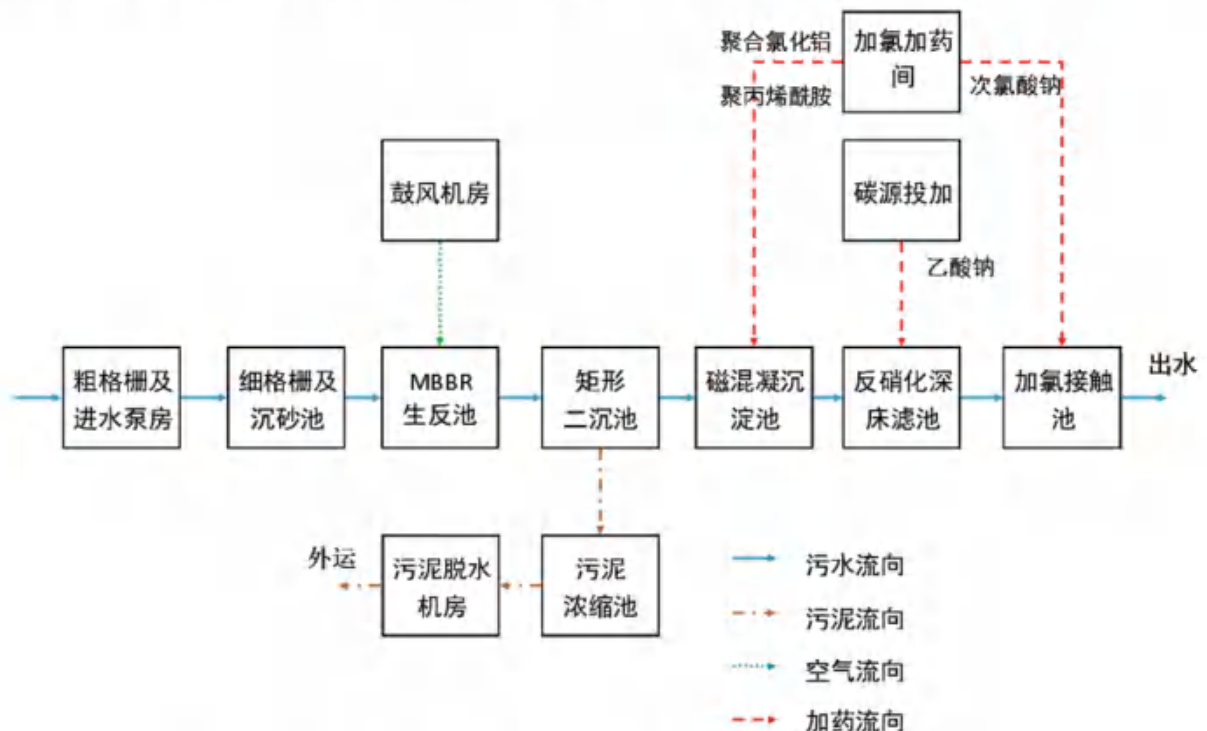 聚合氯化铝
加氯加药
间
次氯酸钠
聚丙烯酰胺
鼓风机房
碳源投加
乙酸钠
粗格栅及
进水泵房
细格栅及
沉砂池
MBBR
生反池
矩形
二沉池
磁混凝沉
淀池
反硝化深
床滤池
加氯接触
池
出水
外运
污泥脱水
机房
污泥
浓缩池
污水流向
污泥流向
空气流向
加药流向